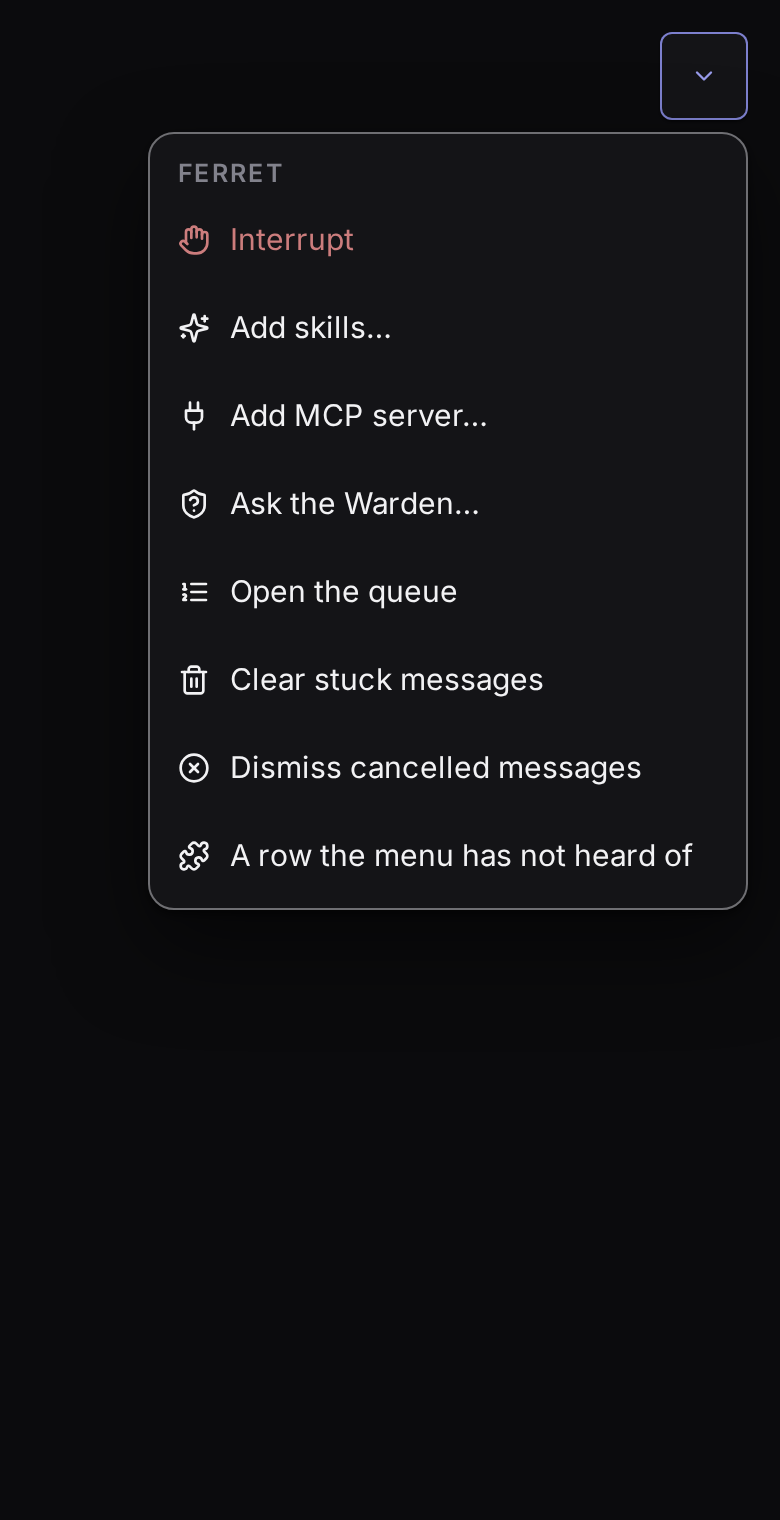 FERRET
Interrupt
Add skills...
Add MCP server...
Ask the Warden...
Open the queue
Clear stuck messages
Dismiss cancelled messages
A row the menu has not heard of